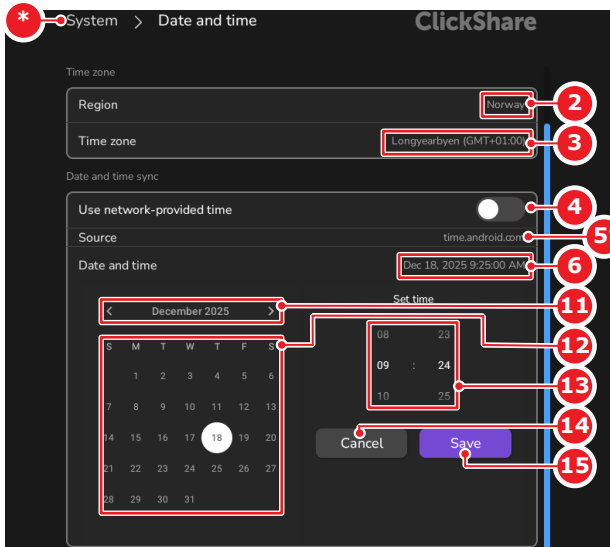 * System > Date and time ClickShare
Time zone
Region Norway 2
Time zone Longyearbyen (GMT+01:00) 3
Date and time sync
Use network-provided time 4
Source time.android.com 5
Date and time Dec 18, 2025 9:25:00 AM 6
< December 2025 > Set time 11
S M T W T F S 08 23 12
1 2 3 4 5 6 09 : 24
7 8 9 10 11 12 13 10 25 13
14 15 16 17 18 19 20 Cancel Save 14
21 22 23 24 25 26 27 15
28 29 30 31